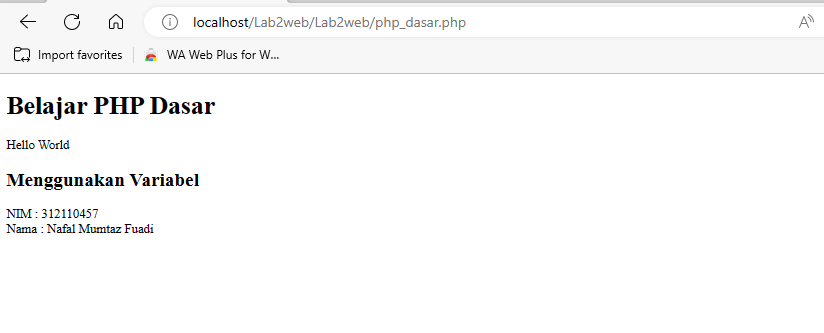 localhost/Lab2web/Lab2web/php_dasar.php
Import favorites
WA Web Plus for W...
Belajar PHP Dasar
Hello World
Menggunakan Variabel
NIM : 312110457
Nama : Nafal Mumtaz Fuadi